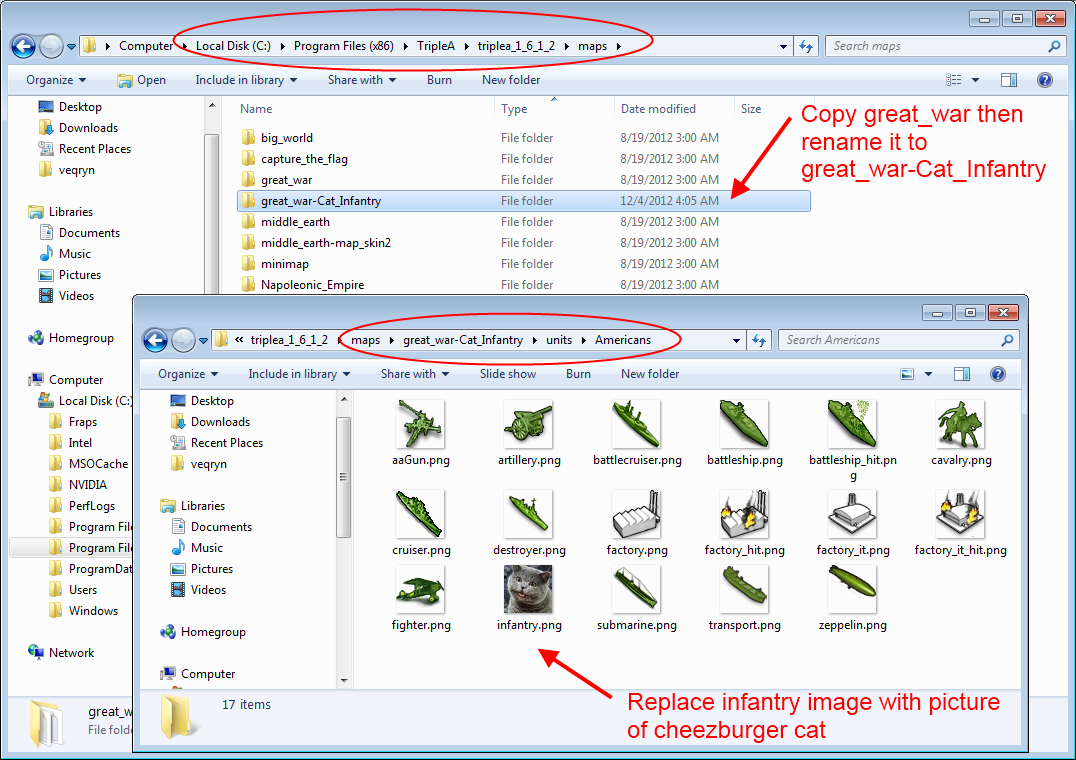 Computer Local Disk (C:) Program Files (x86) TripleA triplea_1_6_1_2 maps
Search maps
Organize Open Include in library Share with Burn New folder
Desktop
Downloads
Recent Places
veqryn
Libraries
Documents
Music
Pictures
Videos
Homegroup
Computer
Local Disk (C:)
Fraps
Intel
MSOCache
NVIDIA
PerfLogs
Program File
Program File
ProgramDat
Users
Windows
Network
Name Type Date modified Size
big_world File folder 8/19/2012 3:00 AM
capture_the_flag File folder 8/19/2012 3:00 AM
great_war File folder 8/19/2012 3:00 AM
great_war-Cat_Infantry File folder 12/4/2012 4:05 AM
middle_earth File folder 8/19/2012 3:00 AM
middle_earth-map_skin2 File folder 8/19/2012 3:00 AM
minimap File folder 8/19/2012 3:00 AM
Napoleonic_Empire File folder 8/19/2012 3:00 AM
Copy great_war then
rename it to
great_war-Cat_Infantry
great_w
File folde
« triplea_1_6_1_2 maps great_war-Cat_Infantry units Americans
Search Americans
Organize Include in library Share with Slide show Burn New folder
Desktop
Downloads
Recent Places
veqryn
Libraries
Documents
Music
Pictures
Videos
Homegroup
Computer
aaGun.png artillery.png battlecruiser.png battleship.png battleship_hit.pn cavalry.png
g
cruiser.png destroyer.png factory.png factory_hit.png factory_it.png factory_it_hit.png
fighter.png infantry.png submarine.png transport.png zeppelin.png
17 items
Replace infantry image with picture
of cheezburger cat